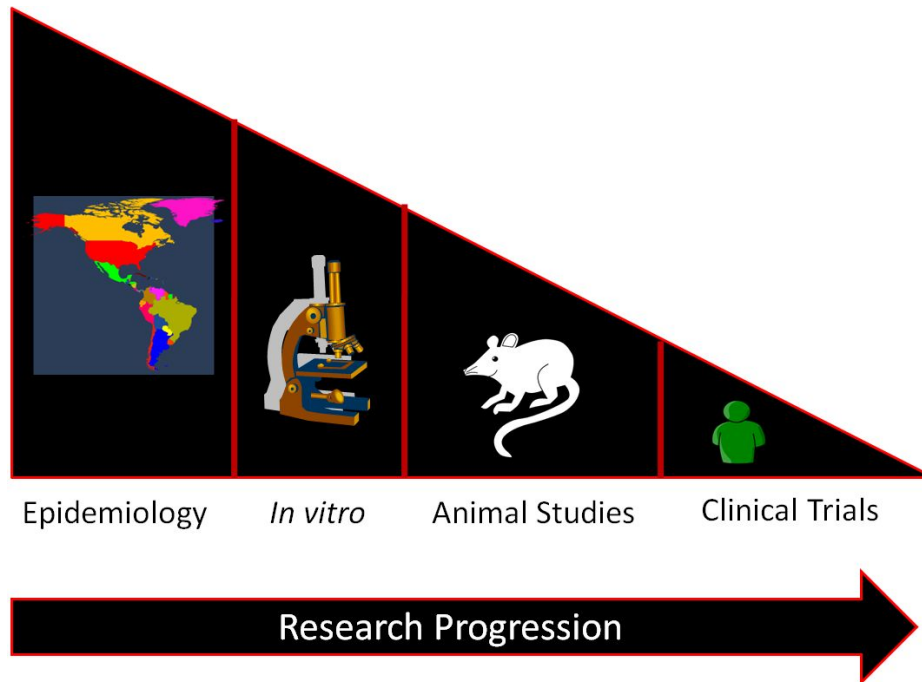 Epidemiology
In vitro
Animal Studies
Clinical Trials
Research Progression